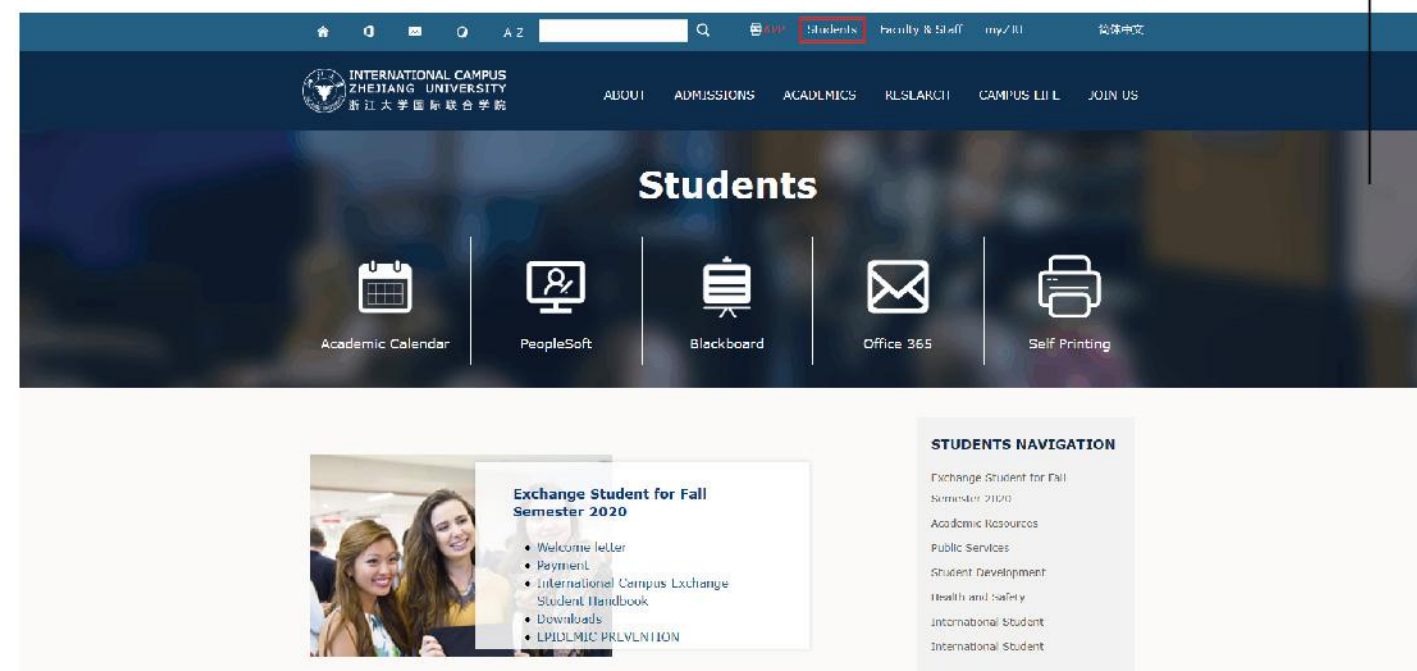 A Z
APP
Students
Faculty & Staff
myZJU
简体中文
INTERNATIONAL CAMPUS
ZHEJIANG UNIVERSITY
浙江大学国际联合学院
ABOUT
ADMISSIONS
ACADEMICS
RESEARCH
CAMPUS LIFE
JOIN US
Students
Academic Calendar
PeopleSoft
Blackboard
Office 365
Self Printing
Exchange Student for Fall
Semester 2020
• Welcome letter
• Payment
• International Campus Exchange
Student Handbook
• Downloads
• EPIDEMIC PREVENTION
STUDENTS NAVIGATION
Exchange Student for Fall
Semester 2020
Academic Resources
Public Services
Student Development
Health and Safety
International Student
International Student